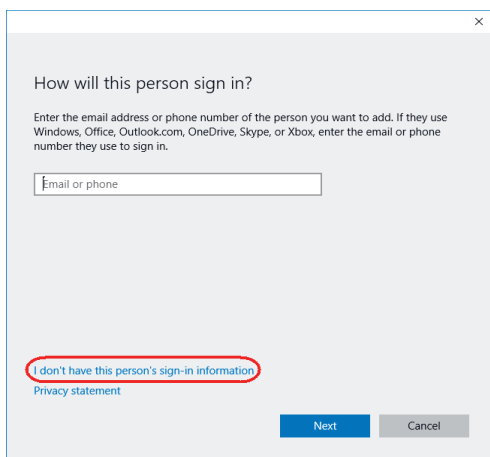 How will this person sign in?
Enter the email address or phone number of the person you want to add. If they use
Windows, Office, Outlook.com, OneDrive, Skype, or Xbox, enter the email or phone
number they use to sign in.
Email or phone
I don't have this person's sign-in information
Privacy statement
Next Cancel